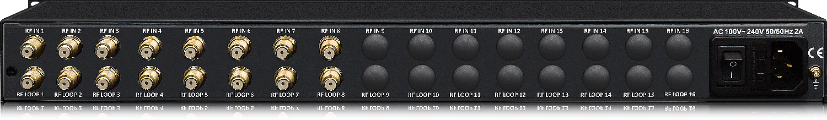 RF IN 1 RF IN 2 RF IN 3 RF IN 4 RF IN 5 RF IN 6 RF IN 7 RF IN 8 RF IN 9 RF IN 10 RF IN 11 RF IN 12 RF IN 13 RF IN 14 RF IN 15 RF IN 16 AC 100V~ 240V 50/60Hz 2A
CE
RF LOOP 1 RF LOOP 2 RF LOOP 3 RF LOOP 4 RF LOOP 5 RF LOOP 6 RF LOOP 7 RF LOOP 8 RF LOOP 9 RF LOOP 10 RF LOOP 11 RF LOOP 12 RF LOOP 13 RF LOOP 14 RF LOOP 15 RF LOOP 16